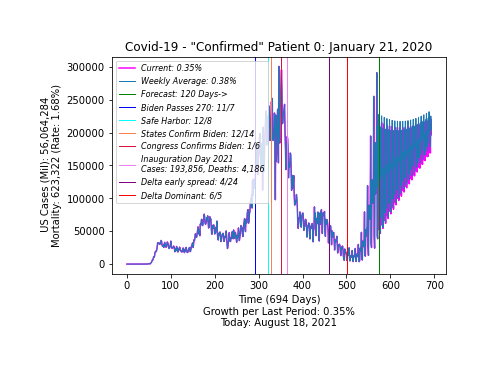 Covid-19 - "Confirmed" Patient 0: January 21, 2020
US Cases (Mil): 56,064,284
Mortality: 623,322 (Rate: 1.68%)
300000
250000
200000
150000
100000
50000
0
Current: 0.35%
Weekly Average: 0.38%
Forecast: 120 Days->
Biden Passes 270: 11/7
Safe Harbor: 12/8
States Confirm Biden: 12/14
Congress Confirms Biden: 1/6
Inauguration Day 2021
Cases: 193,856, Deaths: 4,186
Delta early spread: 4/24
Delta Dominant: 6/5
0 100 200 300 400 500 600 700
Time (694 Days)
Growth per Last Period: 0.35%
Today: August 18, 2021